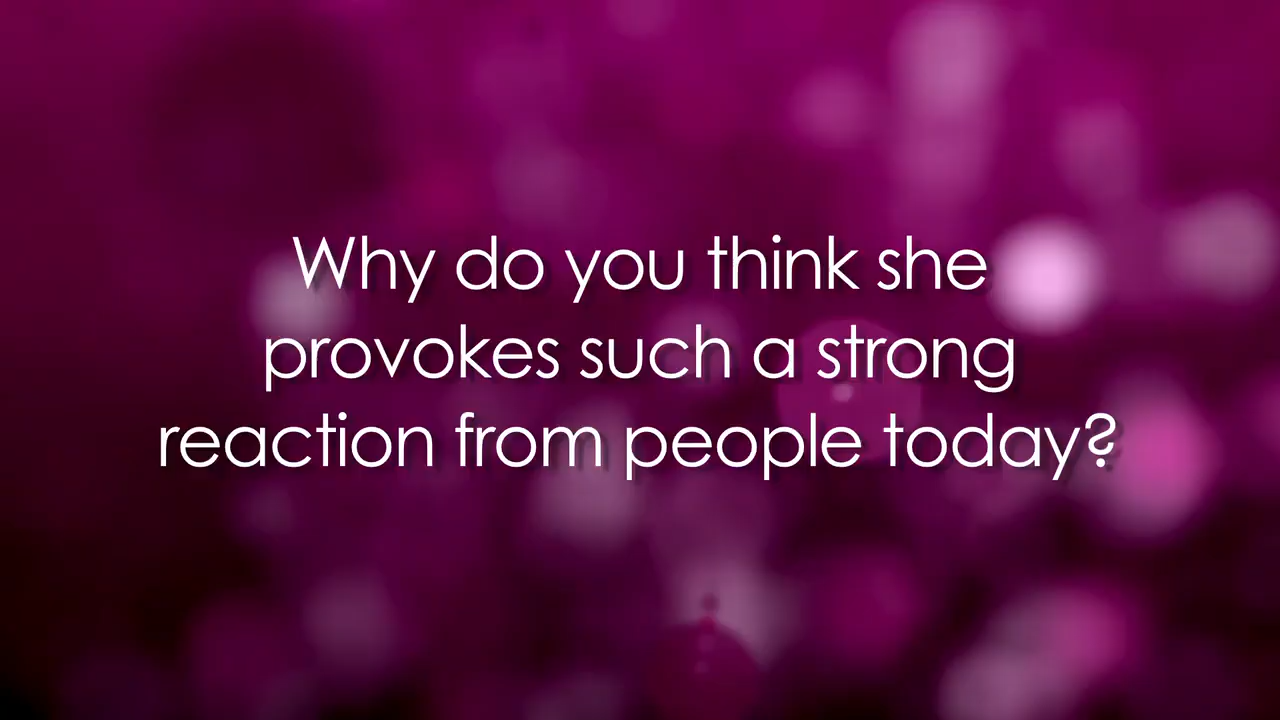 Why do you think she
provokes such a strong
reaction from people today?